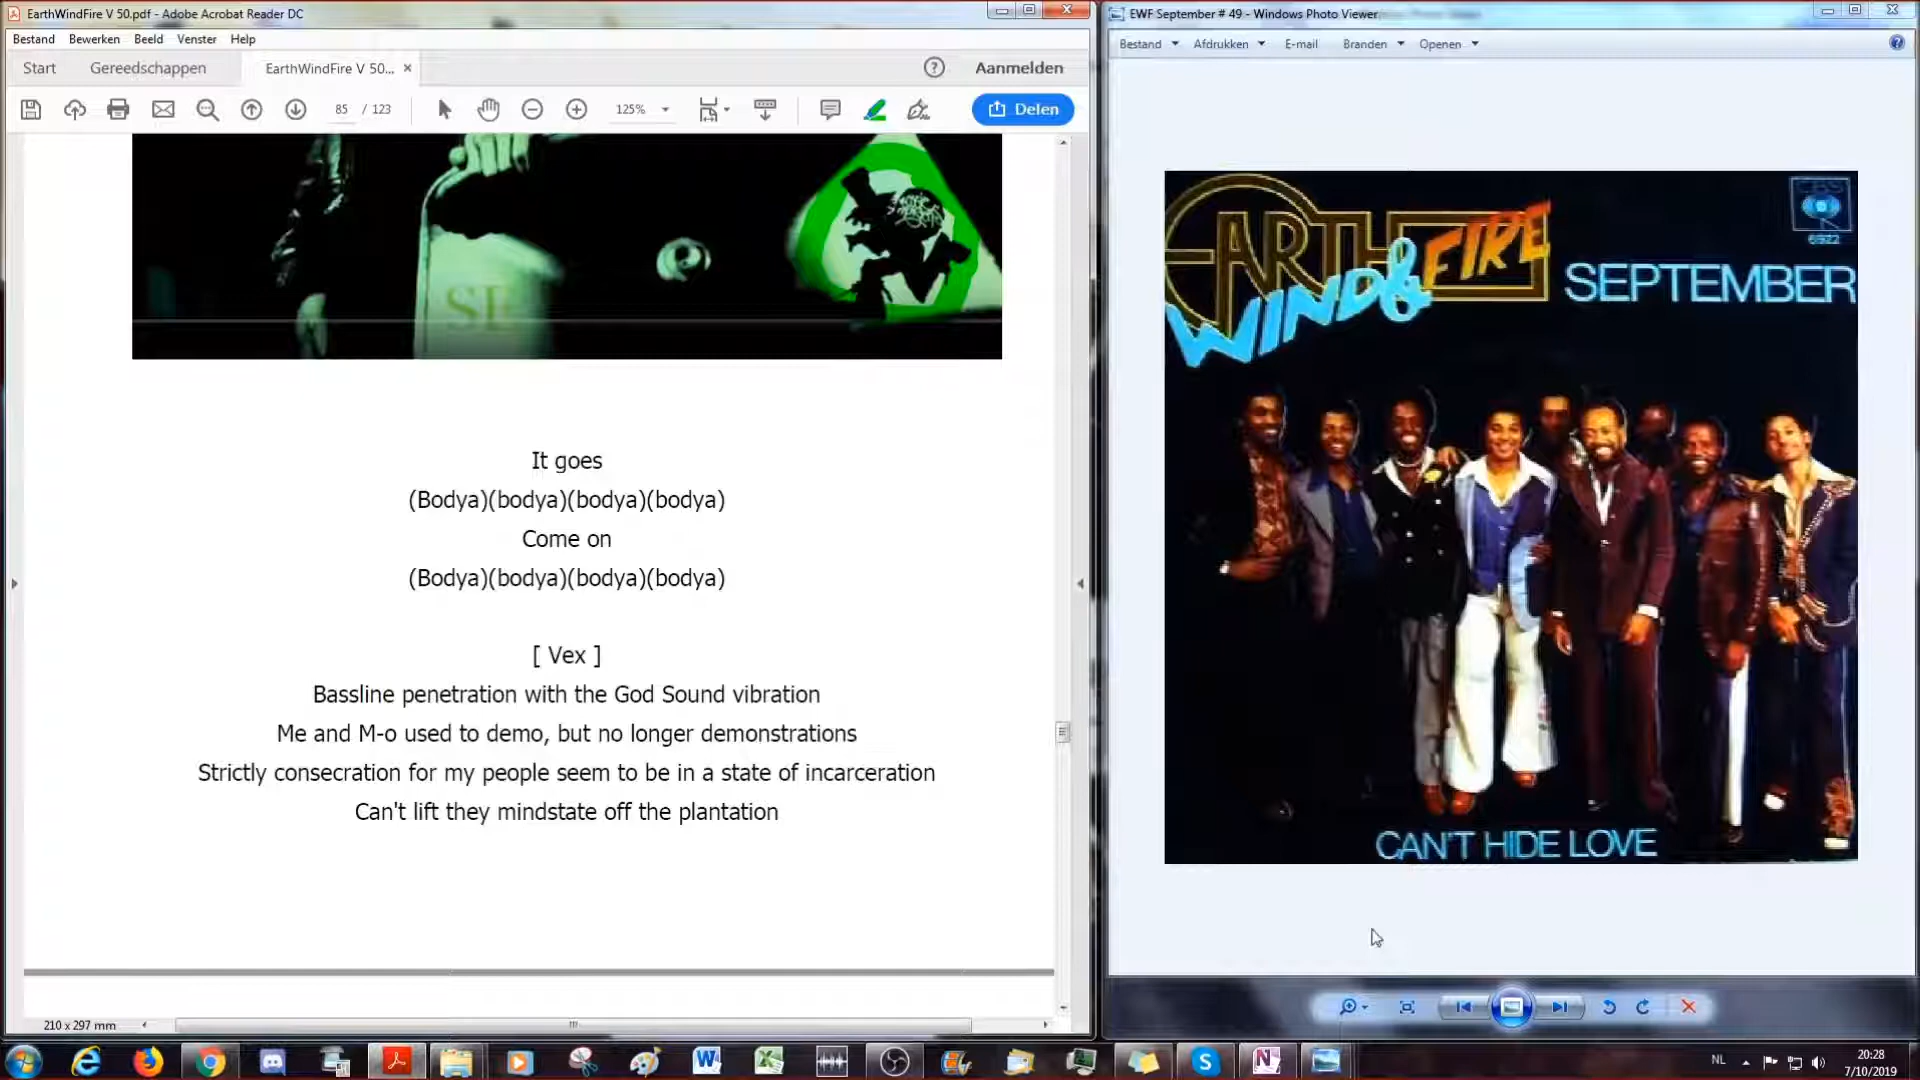 EarthWindFire V 50.pdf - Adobe Acrobat Reader DC
Bestand Bewerken Beeld Venster Help
Start Gereedschappen EarthWindFire V 50... Aanmelden
85 / 123 125% Delen
SE
It goes
(Bodya)(bodya)(bodya)(bodya)
Come on
(Bodya)(bodya)(bodya)(bodya)
[ Vex ]
Bassline penetration with the God Sound vibration
Me and M-o used to demo, but no longer demonstrations
Strictly consecration for my people seem to be in a state of incarceration
Can't lift they mindstate off the plantation
210 x 297 mm
EWF September # 49 - Windows Photo Viewer
Bestand Afdrukken E-mail Branden Openen
EARTH
WIND & FIRE
SEPTEMBER
CBS
6922
CAN'T HIDE LOVE
NL
20:28
7/10/2019